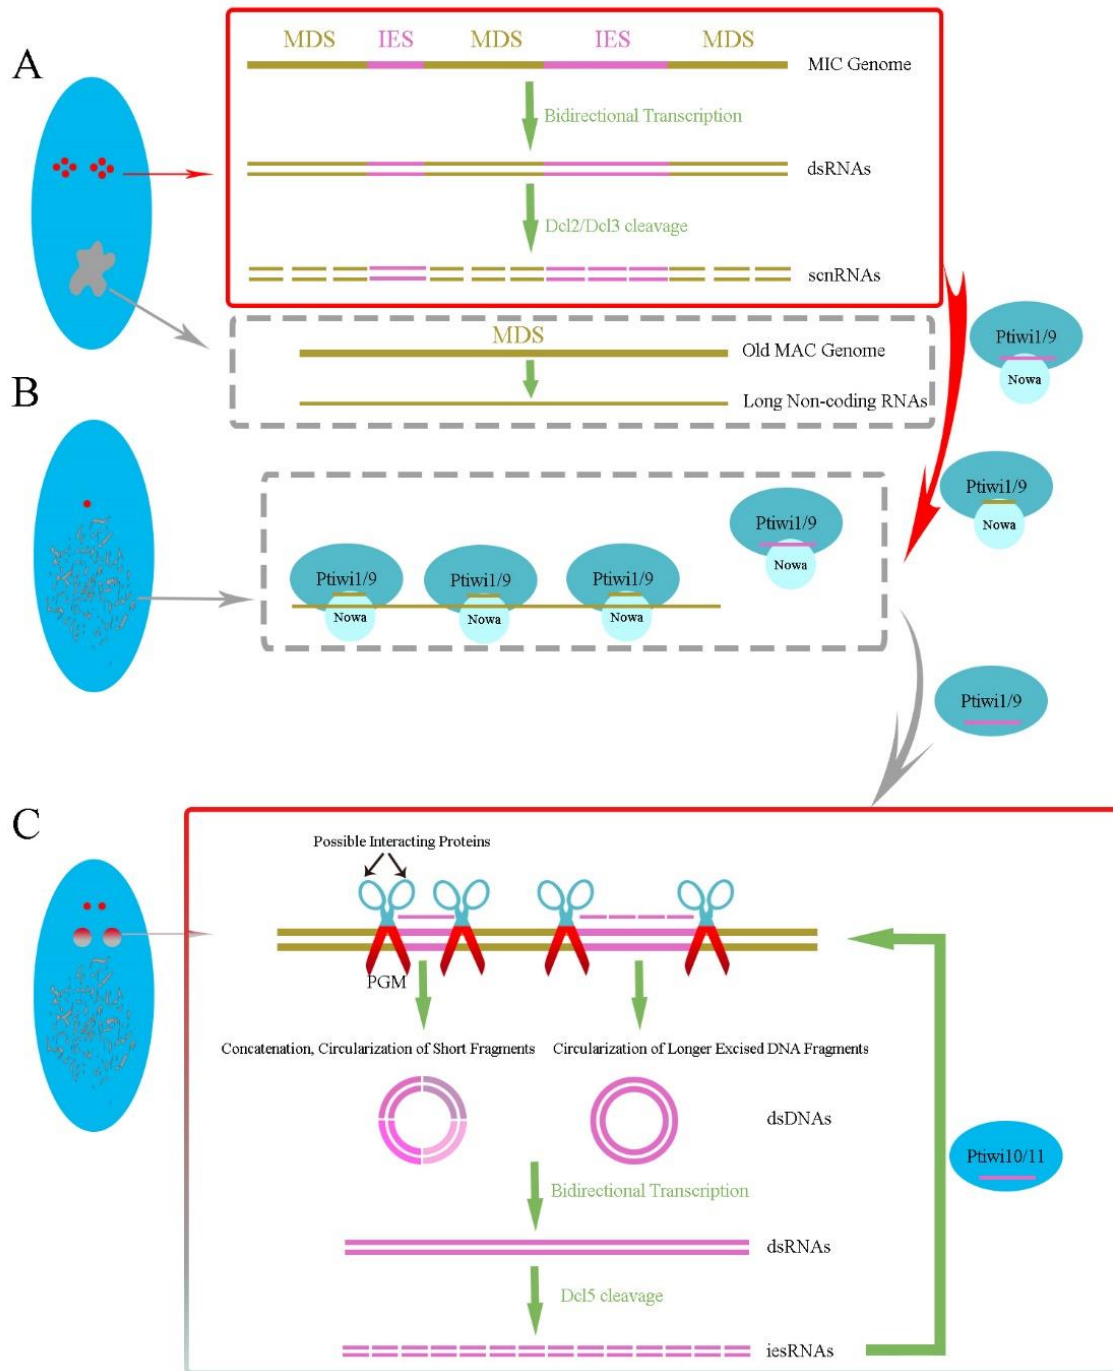 A
MDS IES MDS IES MDS
MIC Genome
Bidirectional Transcription
dsRNAs
Dcl2/Dcl3 cleavage
scnRNAs
MDS
Old MAC Genome
Long Non-coding RNAs
Ptiwi1/9
Nowa
B
Ptiwi1/9
Nowa
Ptiwi1/9
Nowa
Ptiwi1/9
Nowa
Ptiwi1/9
Nowa
Ptiwi1/9
Nowa
Ptiwi1/9
C
Possible Interacting Proteins
PGM
Concatenation, Circularization of Short Fragments
Circularization of Longer Excised DNA Fragments
dsDNAs
Bidirectional Transcription
Ptiwi10/11
dsRNAs
Dcl5 cleavage
iesRNAs